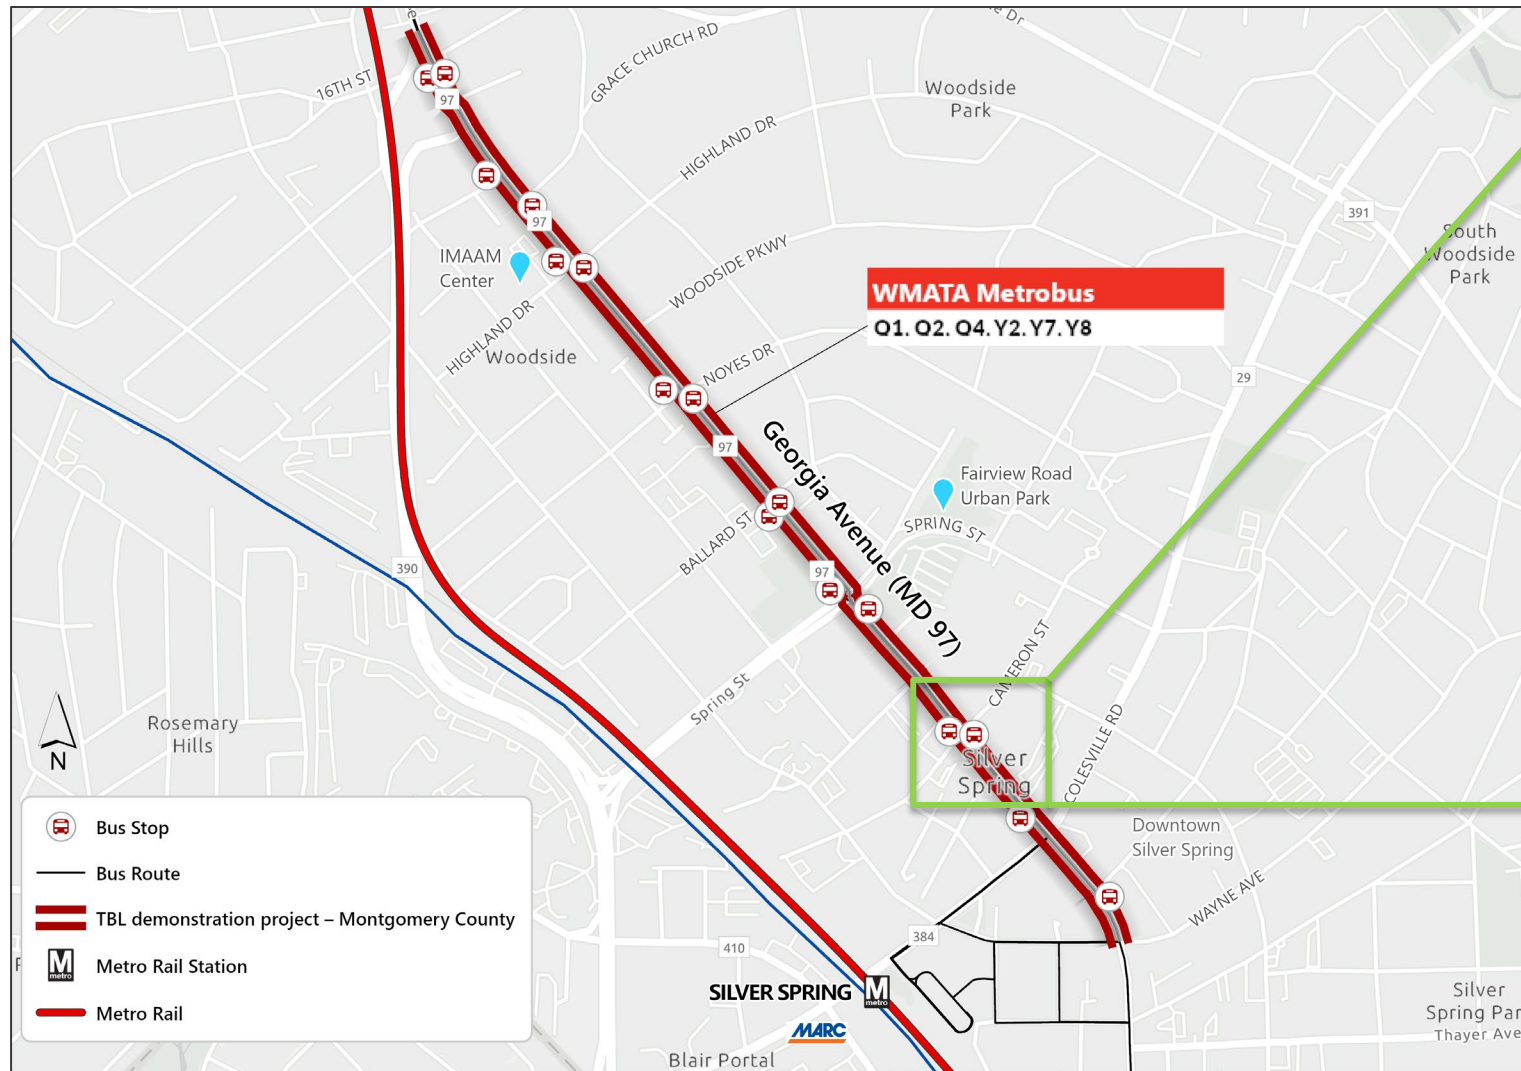 e Dr
GRACE CHURCH RD
16TH ST
97
Woodside
Park
HIGHLAND DR
391
97
South
Woodside
Park
IMAAM
Center
WOODSIDE PKWY
WMATA Metrobus
Q1. Q2. Q4. Y2. Y7. Y8
HIGHLAND DR
Woodside
NOYES DR
29
97
Georgia Avenue (MD 97)
Fairview Road
Urban Park
SPRING ST
BALLARD ST
390
97
CAMERON ST
Spring St
Rosemary
Hills
N
COLESVILLE RD
Silver
Spring
Downtown
Silver Spring
WAYNE AVE
Bus Stop
Bus Route
TBL demonstration project – Montgomery County
M
metro
Metro Rail Station
Metro Rail
384
410
SILVER SPRING
M
metro
MARC
Blair Portal
Silver
Spring Par
Thayer Ave